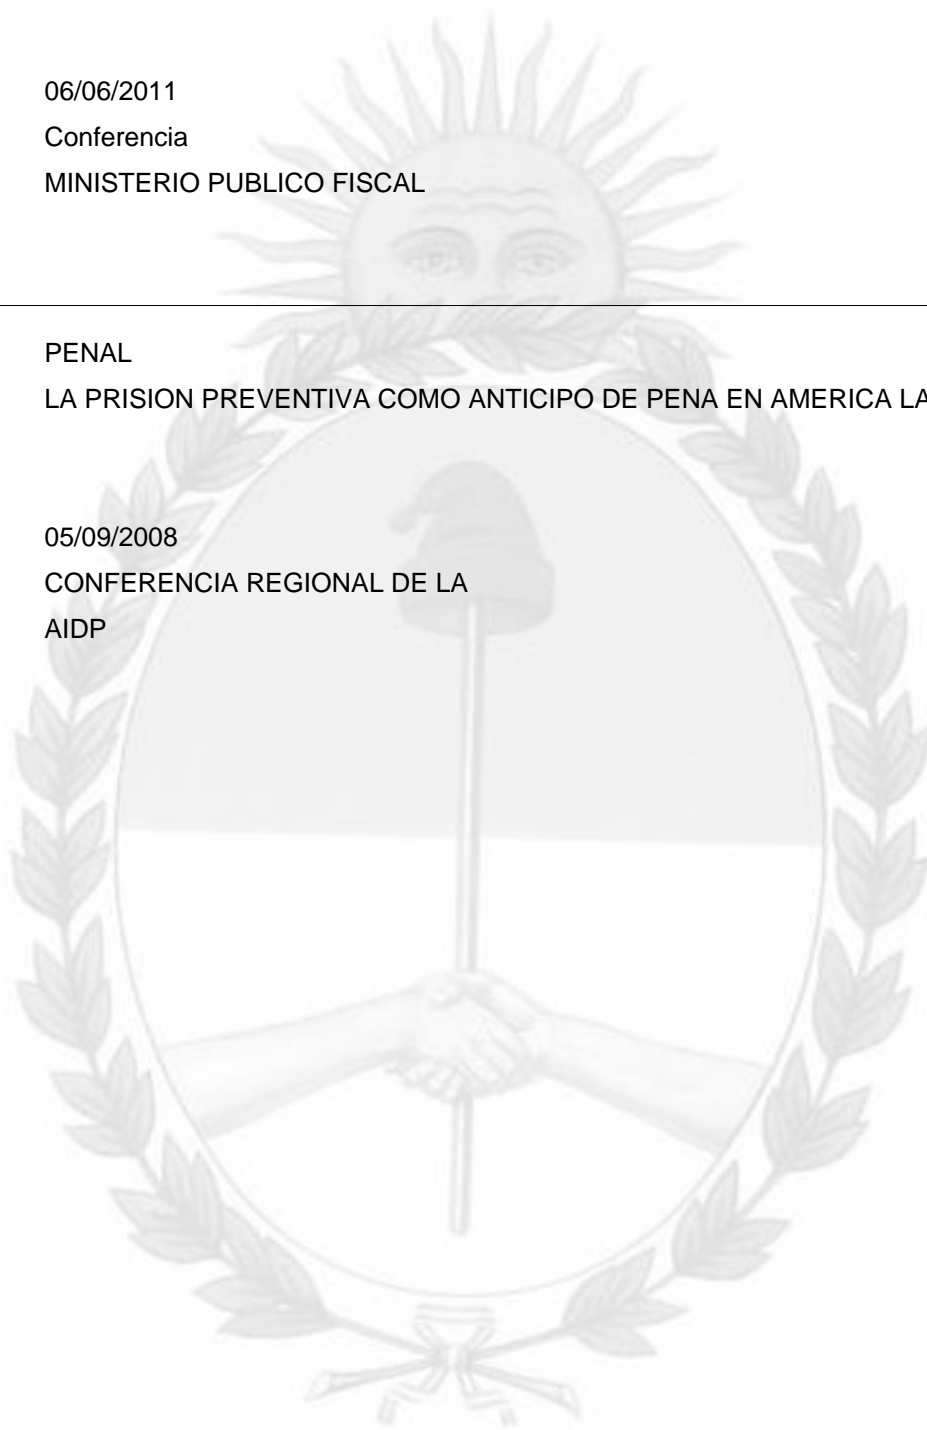 06/06/2011
Conferencia
MINISTERIO PUBLICO FISCAL
PENAL
LA PRISION PREVENTIVA COMO ANTICIPO DE PENA EN AMERICA LA
05/09/2008
CONFERENCIA REGIONAL DE LA
AIDP